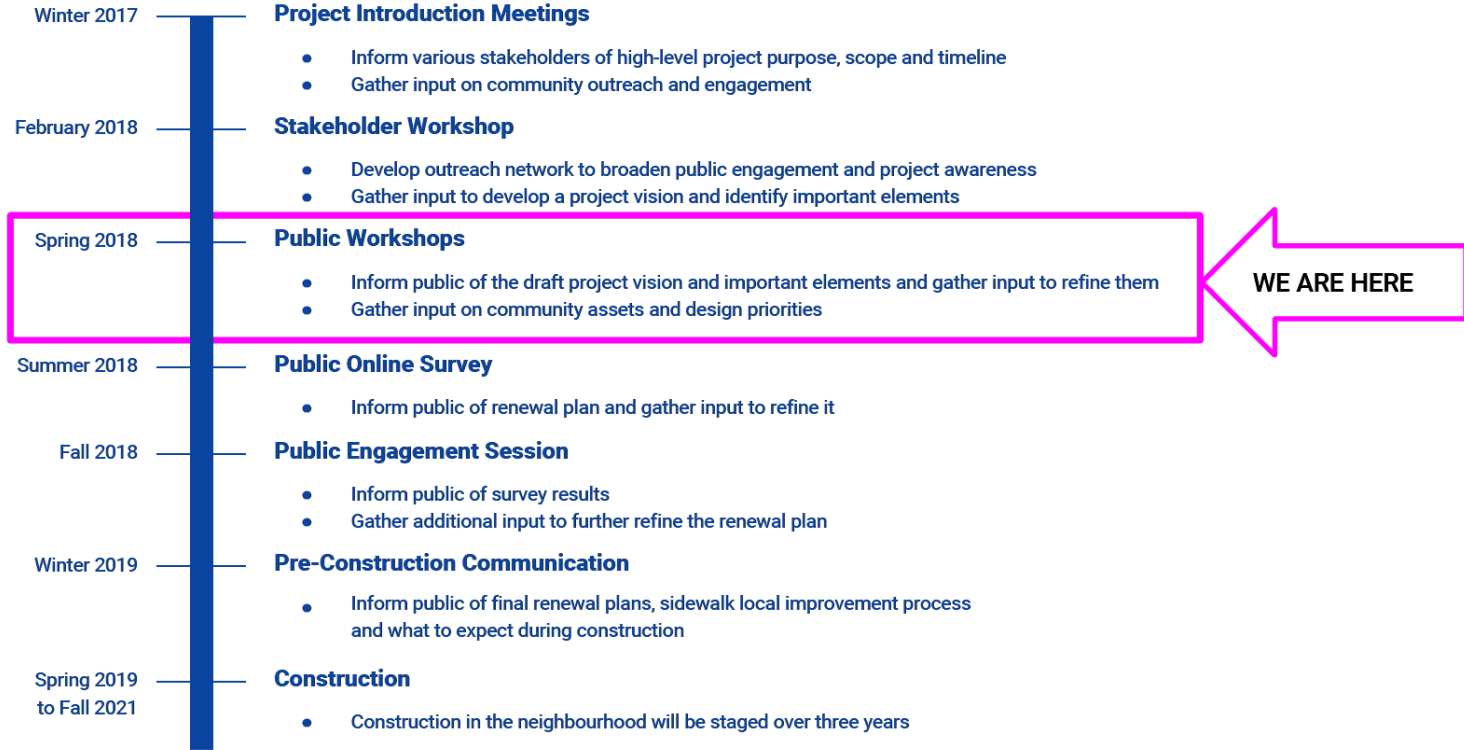 Winter 2017
Project Introduction Meetings
• Inform various stakeholders of high-level project purpose, scope and timeline
• Gather input on community outreach and engagement
February 2018
Stakeholder Workshop
• Develop outreach network to broaden public engagement and project awareness
• Gather input to develop a project vision and identify important elements
Spring 2018
Public Workshops
• Inform public of the draft project vision and important elements and gather input to refine them
• Gather input on community assets and design priorities
WE ARE HERE
Summer 2018
Public Online Survey
• Inform public of renewal plan and gather input to refine it
Fall 2018
Public Engagement Session
• Inform public of survey results
• Gather additional input to further refine the renewal plan
Winter 2019
Pre-Construction Communication
• Inform public of final renewal plans, sidewalk local improvement process
and what to expect during construction
Spring 2019
to Fall 2021
Construction
• Construction in the neighbourhood will be staged over three years